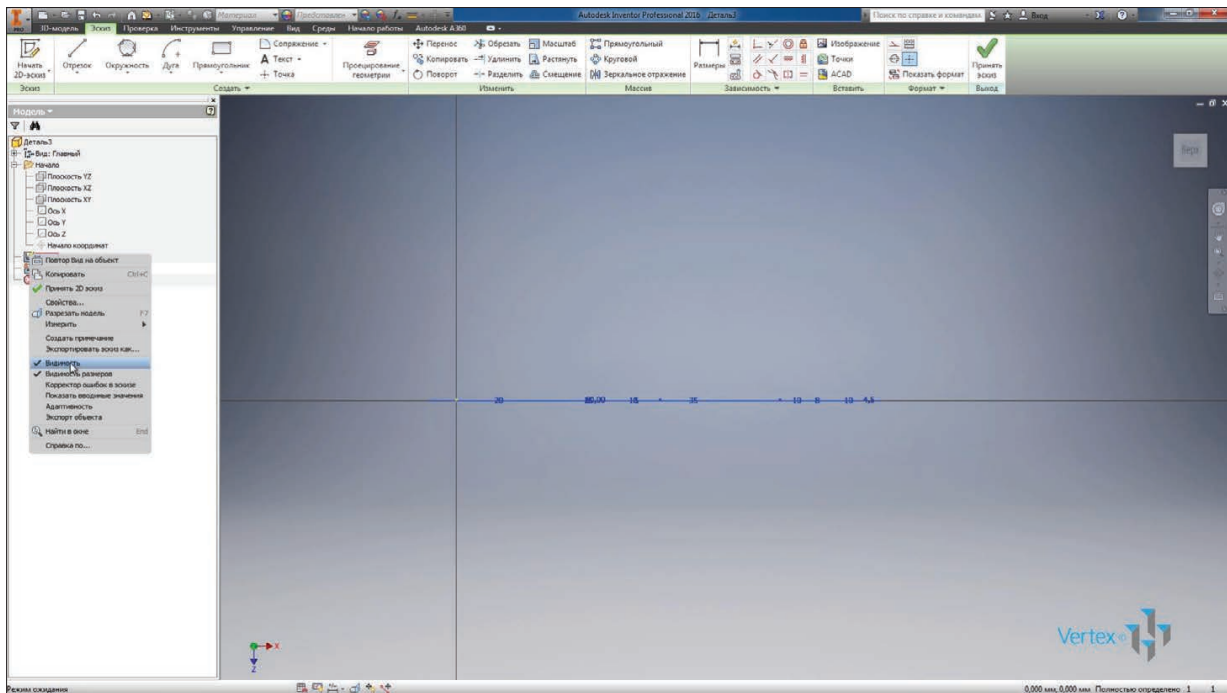 Autodesk Inventor Professional 2016 Деталь3
Поиск по справке и командам.
Вход
PRO 3D-модель Эскиз Проверка Инструменты Управление Вид Среды Начало работы Autodesk A360
Начать 2D-эскиз
Отрезок
Окружность
Дуга
Прямоугольник
Сопряжение
Текст
Точка
Проецирование геометрии
Перенос
Копировать
Поворот
Обрезать
Удлинить
Разделить
Масштаб
Растянуть
Смещение
Прямоугольный
Круговой
Зеркальное отражение
Размеры
Изображение
Точки
ACAD
Показать формат
Принять эскиз
Эскиз
Создать
Изменить
Массив
Зависимость
Вставить
Формат
Выход
Модель
Деталь3
Вид: Главный
Начало
Плоскость YZ
Плоскость XZ
Плоскость XY
Ось X
Ось Y
Ось Z
Начало координат
Повтор Вид на объект
Копировать Ctrl+C
Принять 2D эскиз
Свойства...
Разрезать модель F7
Измерить
Создать примечание
Экспортировать эскиз как...
Видимость
Видимость размеров
Корректор ошибок в эскизе
Показать вводимые значения
Адаптивность
Экспорт объекта
Найти в окне End
Справка по...
Верх
20
35
10
8
10
4,5
X
Z
Vertex
Режим ожидания
0,000 мм, 0,000 мм Полностью определено 1 1